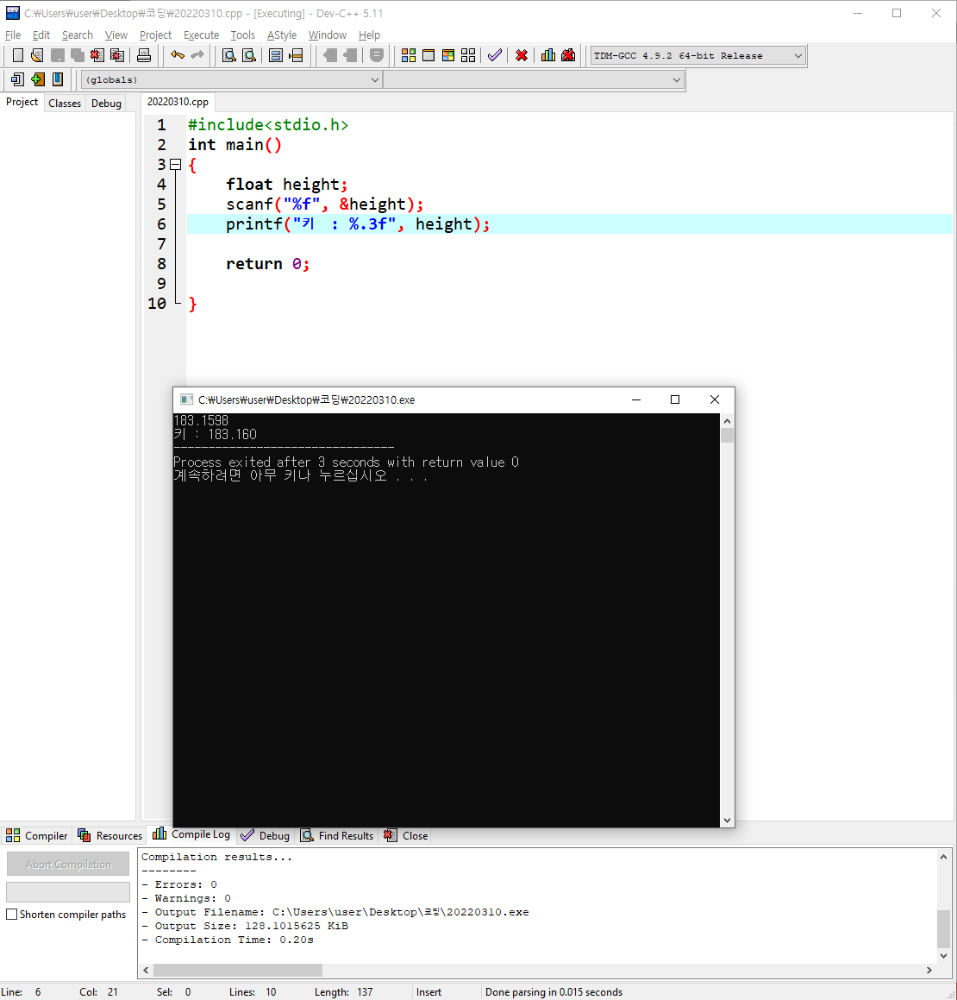 C:\Users\user\Desktop\코딩\20220310.cpp - [Executing] - Dev-C++ 5.11
File Edit Search View Project Execute Tools AStyle Window Help
TDM-GCC 4.9.2 64-bit Release
(globals)
Project Classes Debug
20220310.cpp
1 #include<stdio.h>
2 int main()
3 {
4 float height;
5 scanf("%f", &height);
6 printf("키 : %.3f", height);
7
8 return 0;
9
10 }
C:\Users\user\Desktop\코딩\20220310.exe
183.1598
키 : 183.160
--------------------------------
Process exited after 3 seconds with return value 0
계속하려면 아무 키나 누르십시오 . . .
Compiler Resources Compile Log Debug Find Results Close
Abort Compilation
Shorten compiler paths
Compilation results...
--------
- Errors: 0
- Warnings: 0
- Output Filename: C:\Users\user\Desktop\코딩\20220310.exe
- Output Size: 128.1015625 KiB
- Compilation Time: 0.20s
Line: 6 Col: 21 Sel: 0 Lines: 10 Length: 137 Insert Done parsing in 0.015 seconds